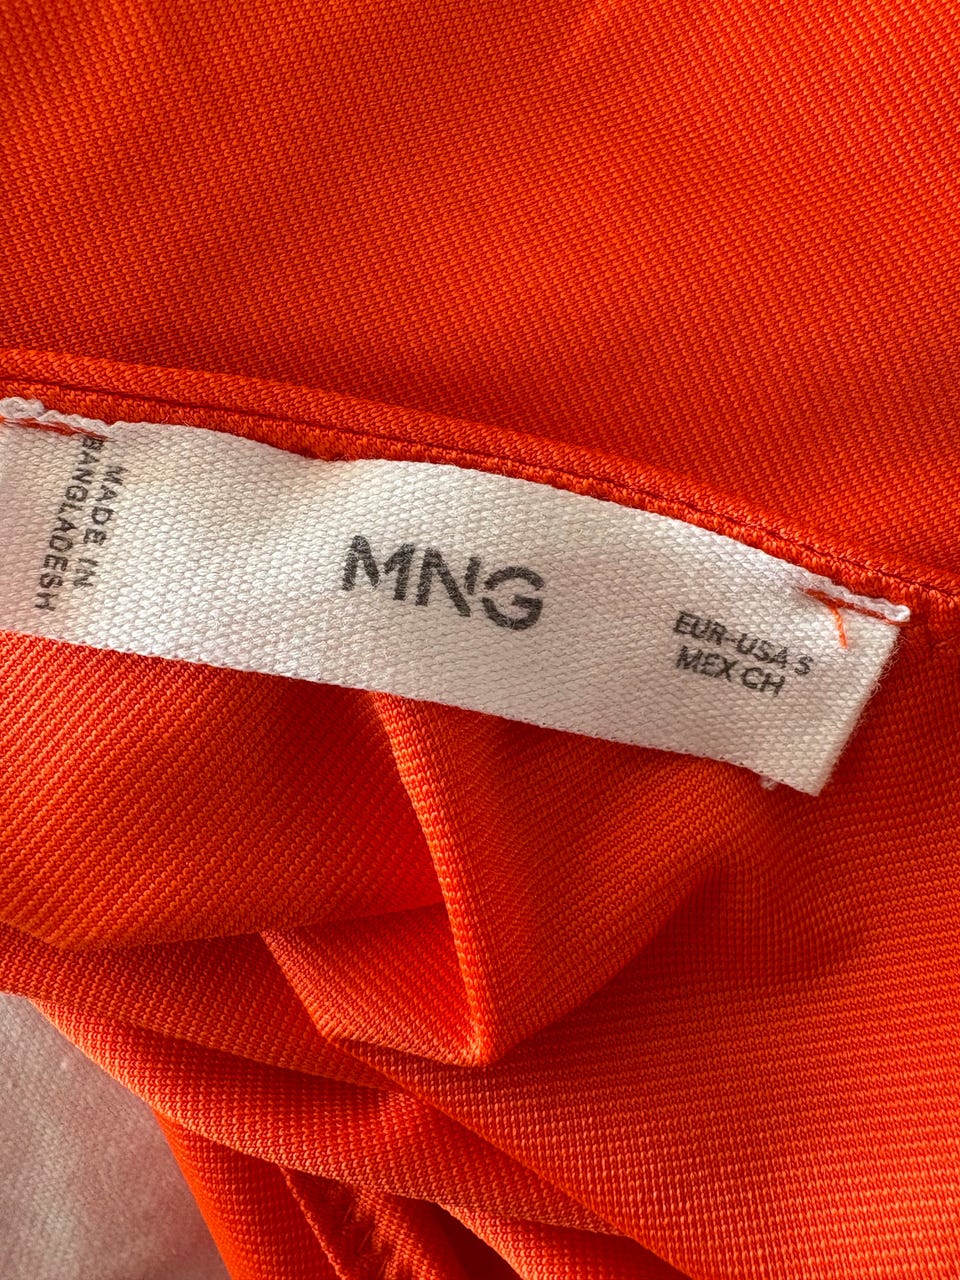 MADE IN
BANGLADESH
MNG
EUR-USA S
MEX CH